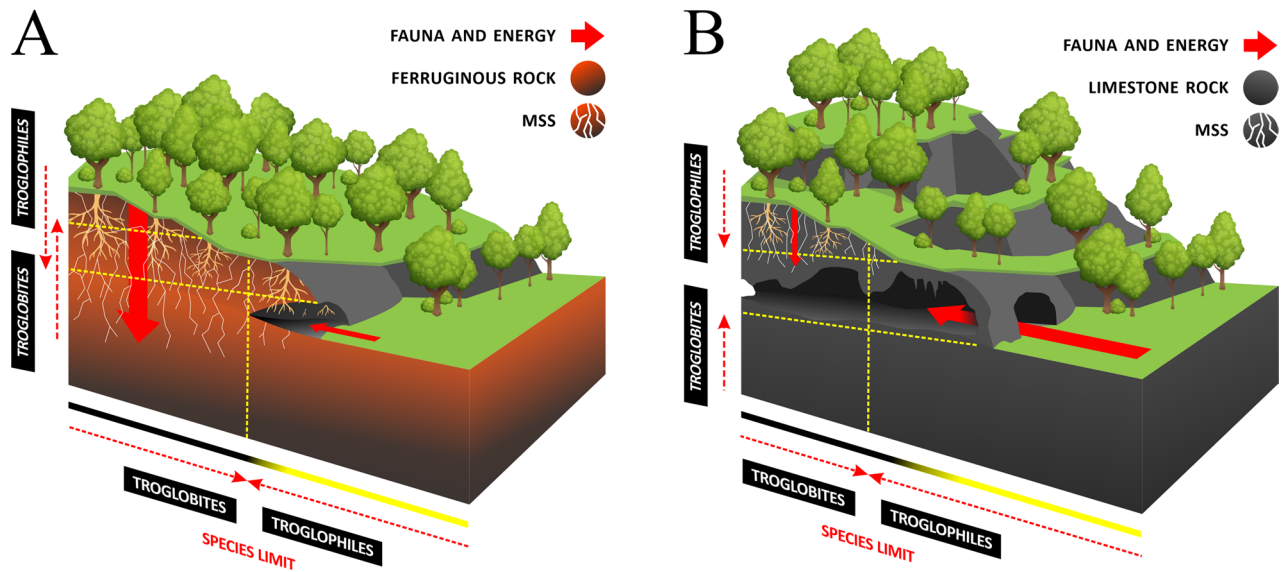 A
FAUNA AND ENERGY
FERRUGINOUS ROCK
MSS
TROGLOPHILES
TROGLOBITES
TROGLOBITES
TROGLOPHILES
SPECIES LIMIT
B
FAUNA AND ENERGY
LIMESTONE ROCK
MSS
TROGLOPHILES
TROGLOBITES
TROGLOBITES
TROGLOPHILES
SPECIES LIMIT